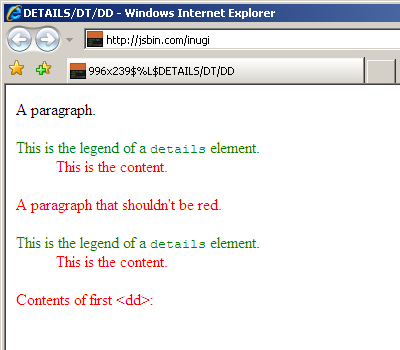 DETAILS/DT/DD - Windows Internet Explorer
http://jsbin.com/inugi
996x239$%L$DETAILS/DT/DD
A paragraph.
This is the legend of a details element.
This is the content.
A paragraph that shouldn't be red.
This is the legend of a details element.
This is the content.
Contents of first <dd>: